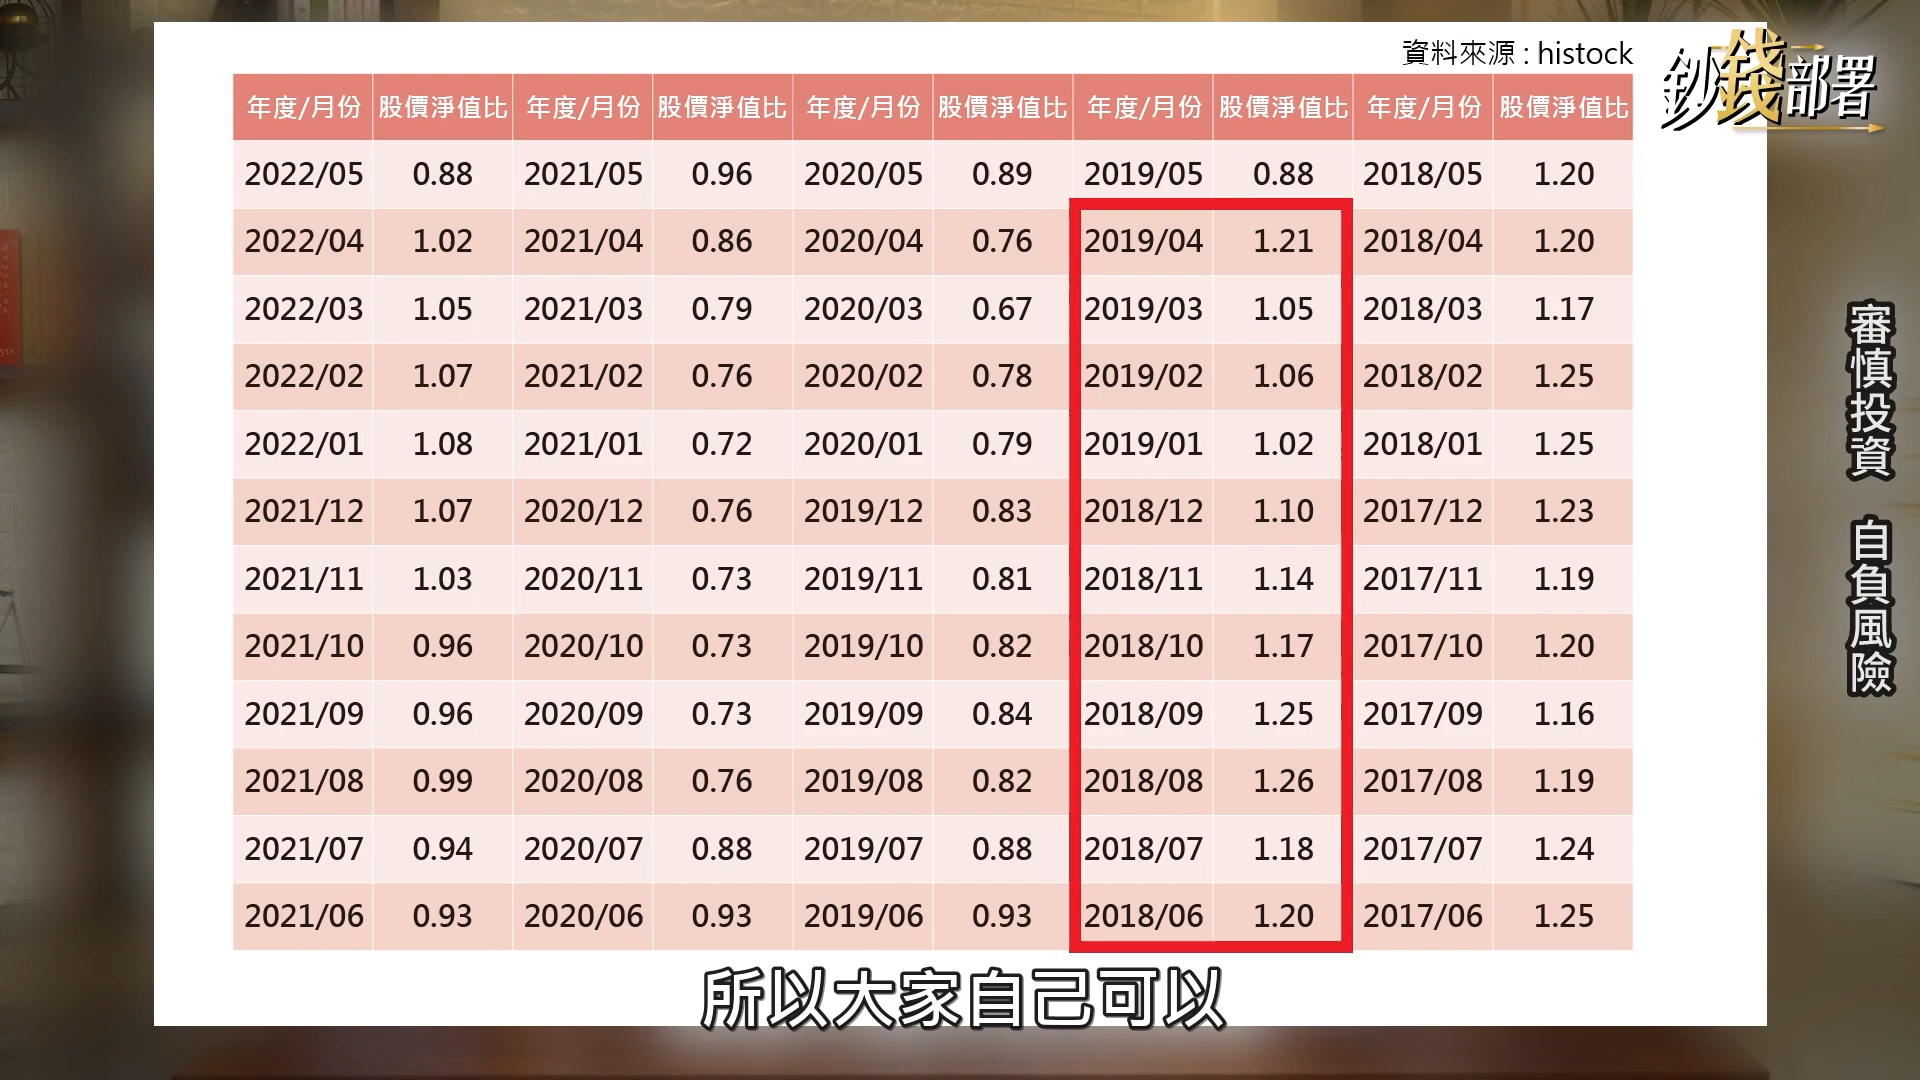 資料來源 : histock
鈔錢部署
年度/月份 股價淨值比 年度/月份 股價淨值比 年度/月份 股價淨值比 年度/月份 股價淨值比 年度/月份 股價淨值比
2022/05 0.88 2021/05 0.96 2020/05 0.89 2019/05 0.88 2018/05 1.20
2022/04 1.02 2021/04 0.86 2020/04 0.76 2019/04 1.21 2018/04 1.20
2022/03 1.05 2021/03 0.79 2020/03 0.67 2019/03 1.05 2018/03 1.17
2022/02 1.07 2021/02 0.76 2020/02 0.78 2019/02 1.06 2018/02 1.25
2022/01 1.08 2021/01 0.72 2020/01 0.79 2019/01 1.02 2018/01 1.25
2021/12 1.07 2020/12 0.76 2019/12 0.83 2018/12 1.10 2017/12 1.23
2021/11 1.03 2020/11 0.73 2019/11 0.81 2018/11 1.14 2017/11 1.19
2021/10 0.96 2020/10 0.73 2019/10 0.82 2018/10 1.17 2017/10 1.20
2021/09 0.96 2020/09 0.73 2019/09 0.84 2018/09 1.25 2017/09 1.16
2021/08 0.99 2020/08 0.76 2019/08 0.82 2018/08 1.26 2017/08 1.19
2021/07 0.94 2020/07 0.88 2019/07 0.88 2018/07 1.18 2017/07 1.24
2021/06 0.93 2020/06 0.93 2019/06 0.93 2018/06 1.20 2017/06 1.25
審慎投資 自負風險
所以大家自己可以